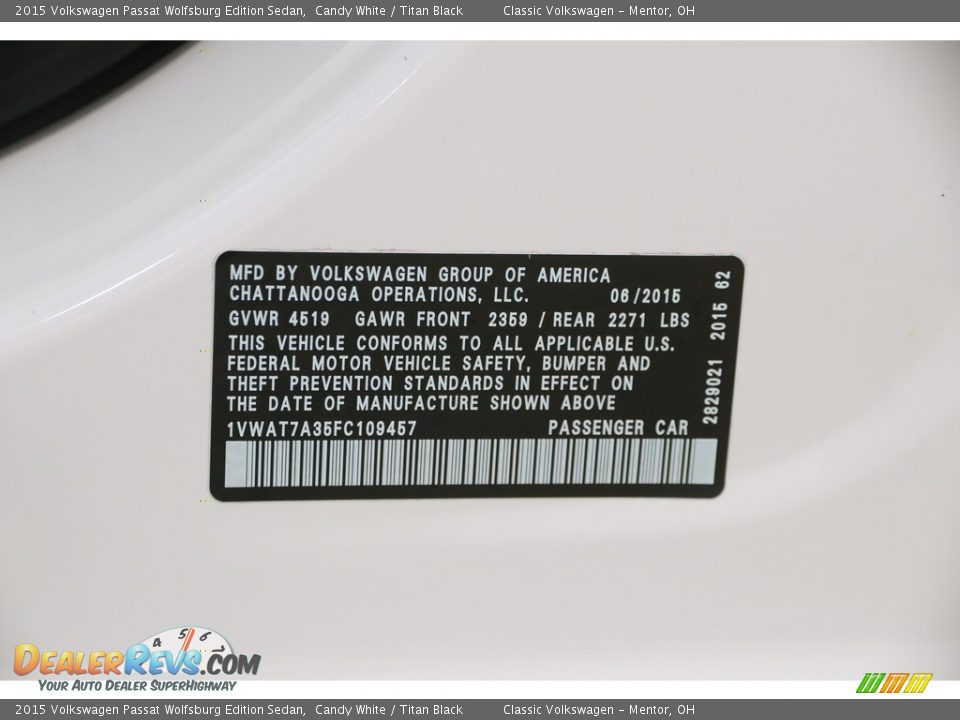 2015 Volkswagen Passat Wolfsburg Edition Sedan,  Candy White / Titan Black        Classic Volkswagen - Mentor, OH
MFD BY VOLKSWAGEN GROUP OF AMERICA
CHATTANOOGA OPERATIONS, LLC.        06/2015
GVWR 4519  GAWR FRONT  2359 / REAR 2271 LBS
THIS VEHICLE CONFORMS TO ALL APPLICABLE U.S.
FEDERAL MOTOR VEHICLE SAFETY, BUMPER AND
THEFT PREVENTION STANDARDS IN EFFECT ON
THE DATE OF MANUFACTURE SHOWN ABOVE
1VWAT7A35FC109457        PASSENGER CAR
2829021  2015 62
4 5 6 7
DEALERREVS.COM
YOUR AUTO DEALER SUPERHIGHWAY
2015 Volkswagen Passat Wolfsburg Edition Sedan,  Candy White / Titan Black        Classic Volkswagen - Mentor, OH